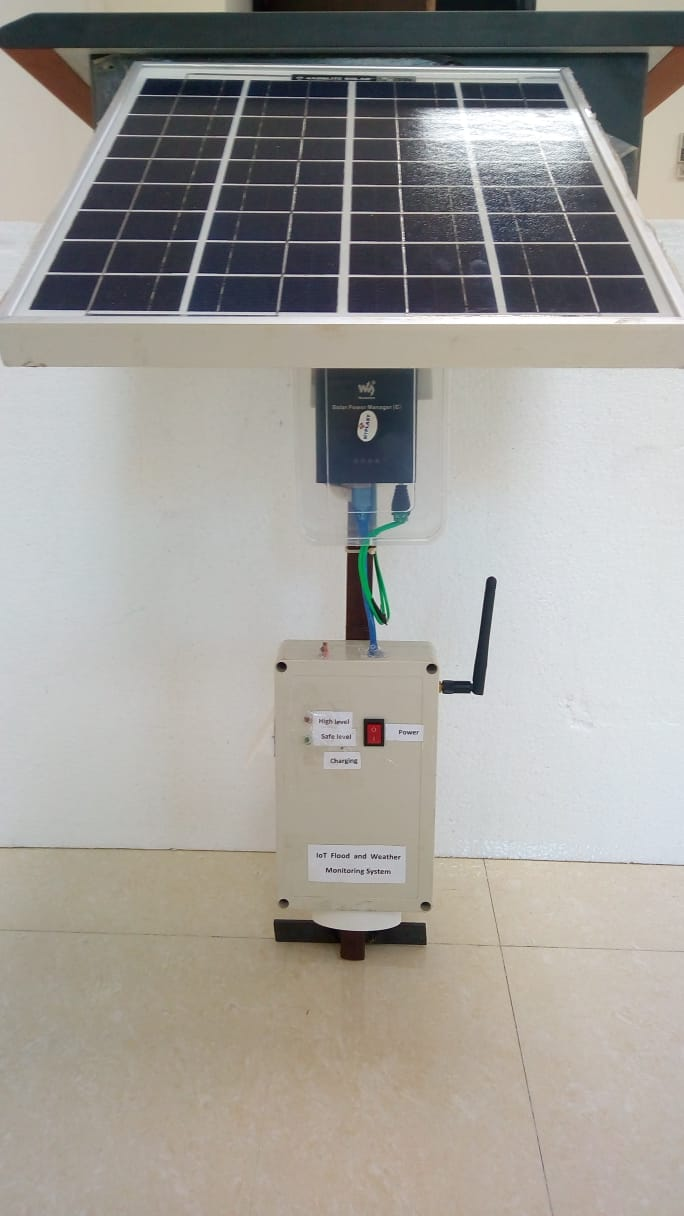 Solar Power Manager (C)
High level
Safe level
Power
Charging
IoT Flood and Weather
Monitoring System